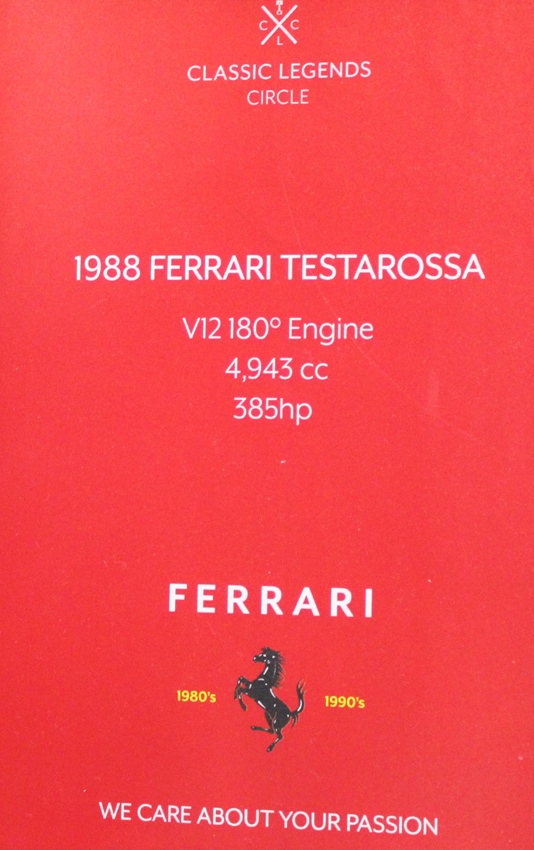 C C
L
CLASSIC LEGENDS
CIRCLE
1988 FERRARI TESTAROSSA
V12 180° Engine
4,943 cc
385hp
FERRARI
1980's 1990's
WE CARE ABOUT YOUR PASSION